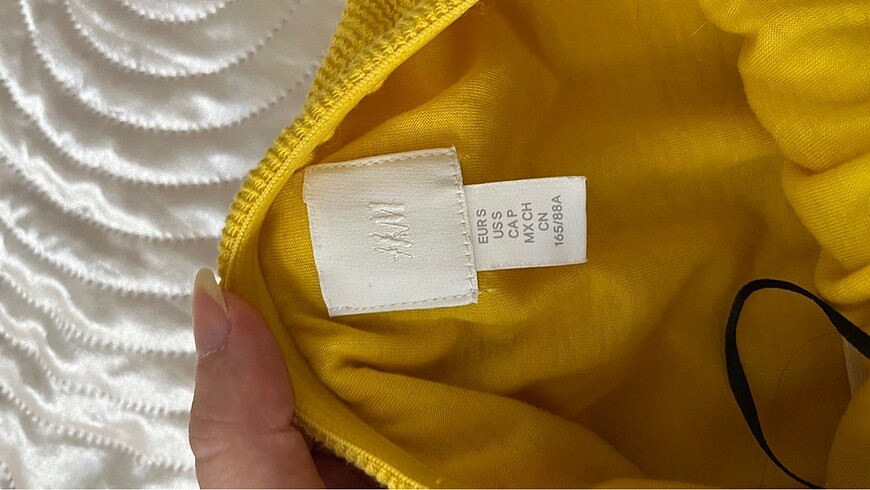 H&M
EUR S
US S
CA P
MX CH
CN
165/88A